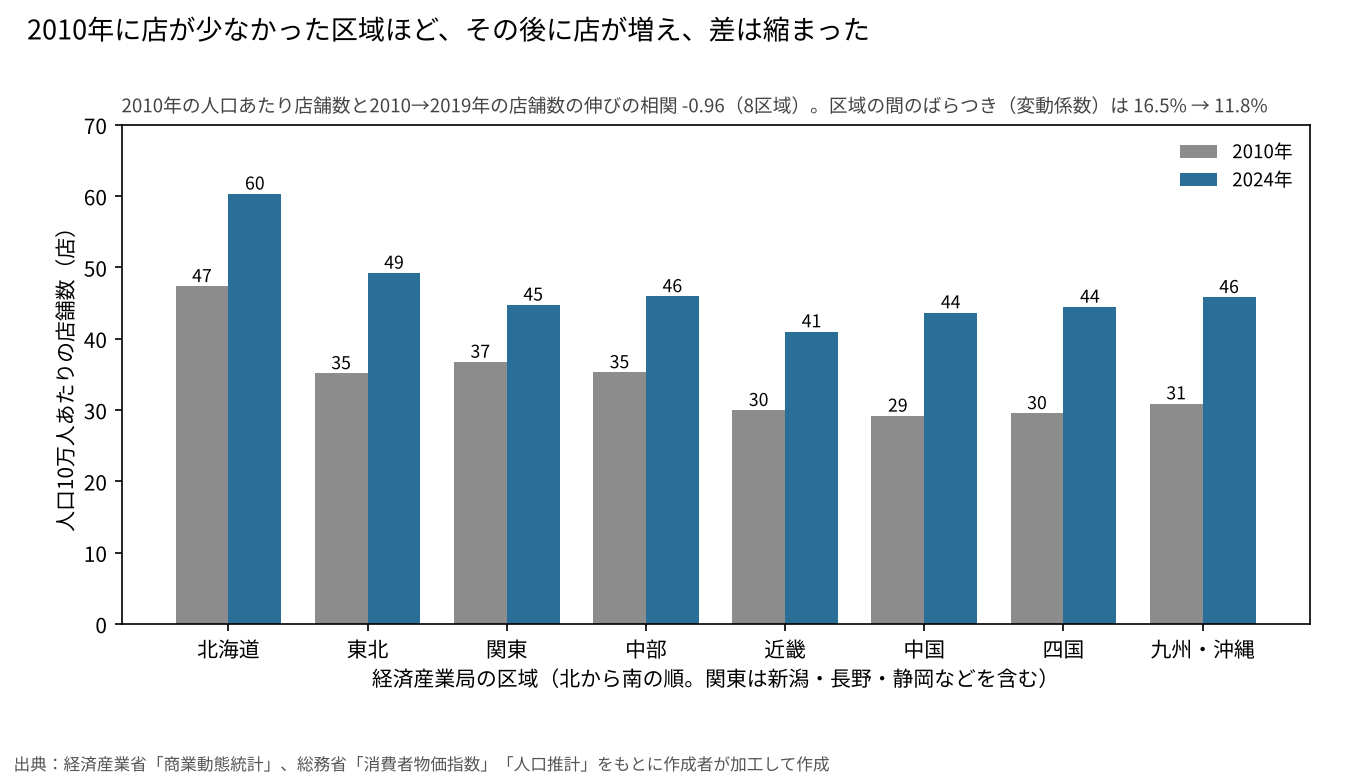 2010年に店が少なかった区域ほど、その後に店が増え、差は縮まった
2010年の人口あたり店舗数と2010→2019年の店舗数の伸びの相関 -0.96（8区域）。区域の間のばらつき（変動係数）は 16.5% → 11.8%
人口10万人あたりの店舗数（店）
70
60
50
40
30
20
10
0
2010年
2024年
47
60
35
49
37
45
35
46
30
41
29
44
30
44
31
46
北海道
東北
関東
中部
近畿
中国
四国
九州・沖縄
経済産業局の区域（北から南の順。関東は新潟・長野・静岡などを含む）
出典：経済産業省「商業動態統計」、総務省「消費者物価指数」「人口推計」をもとに作成者が加工して作成